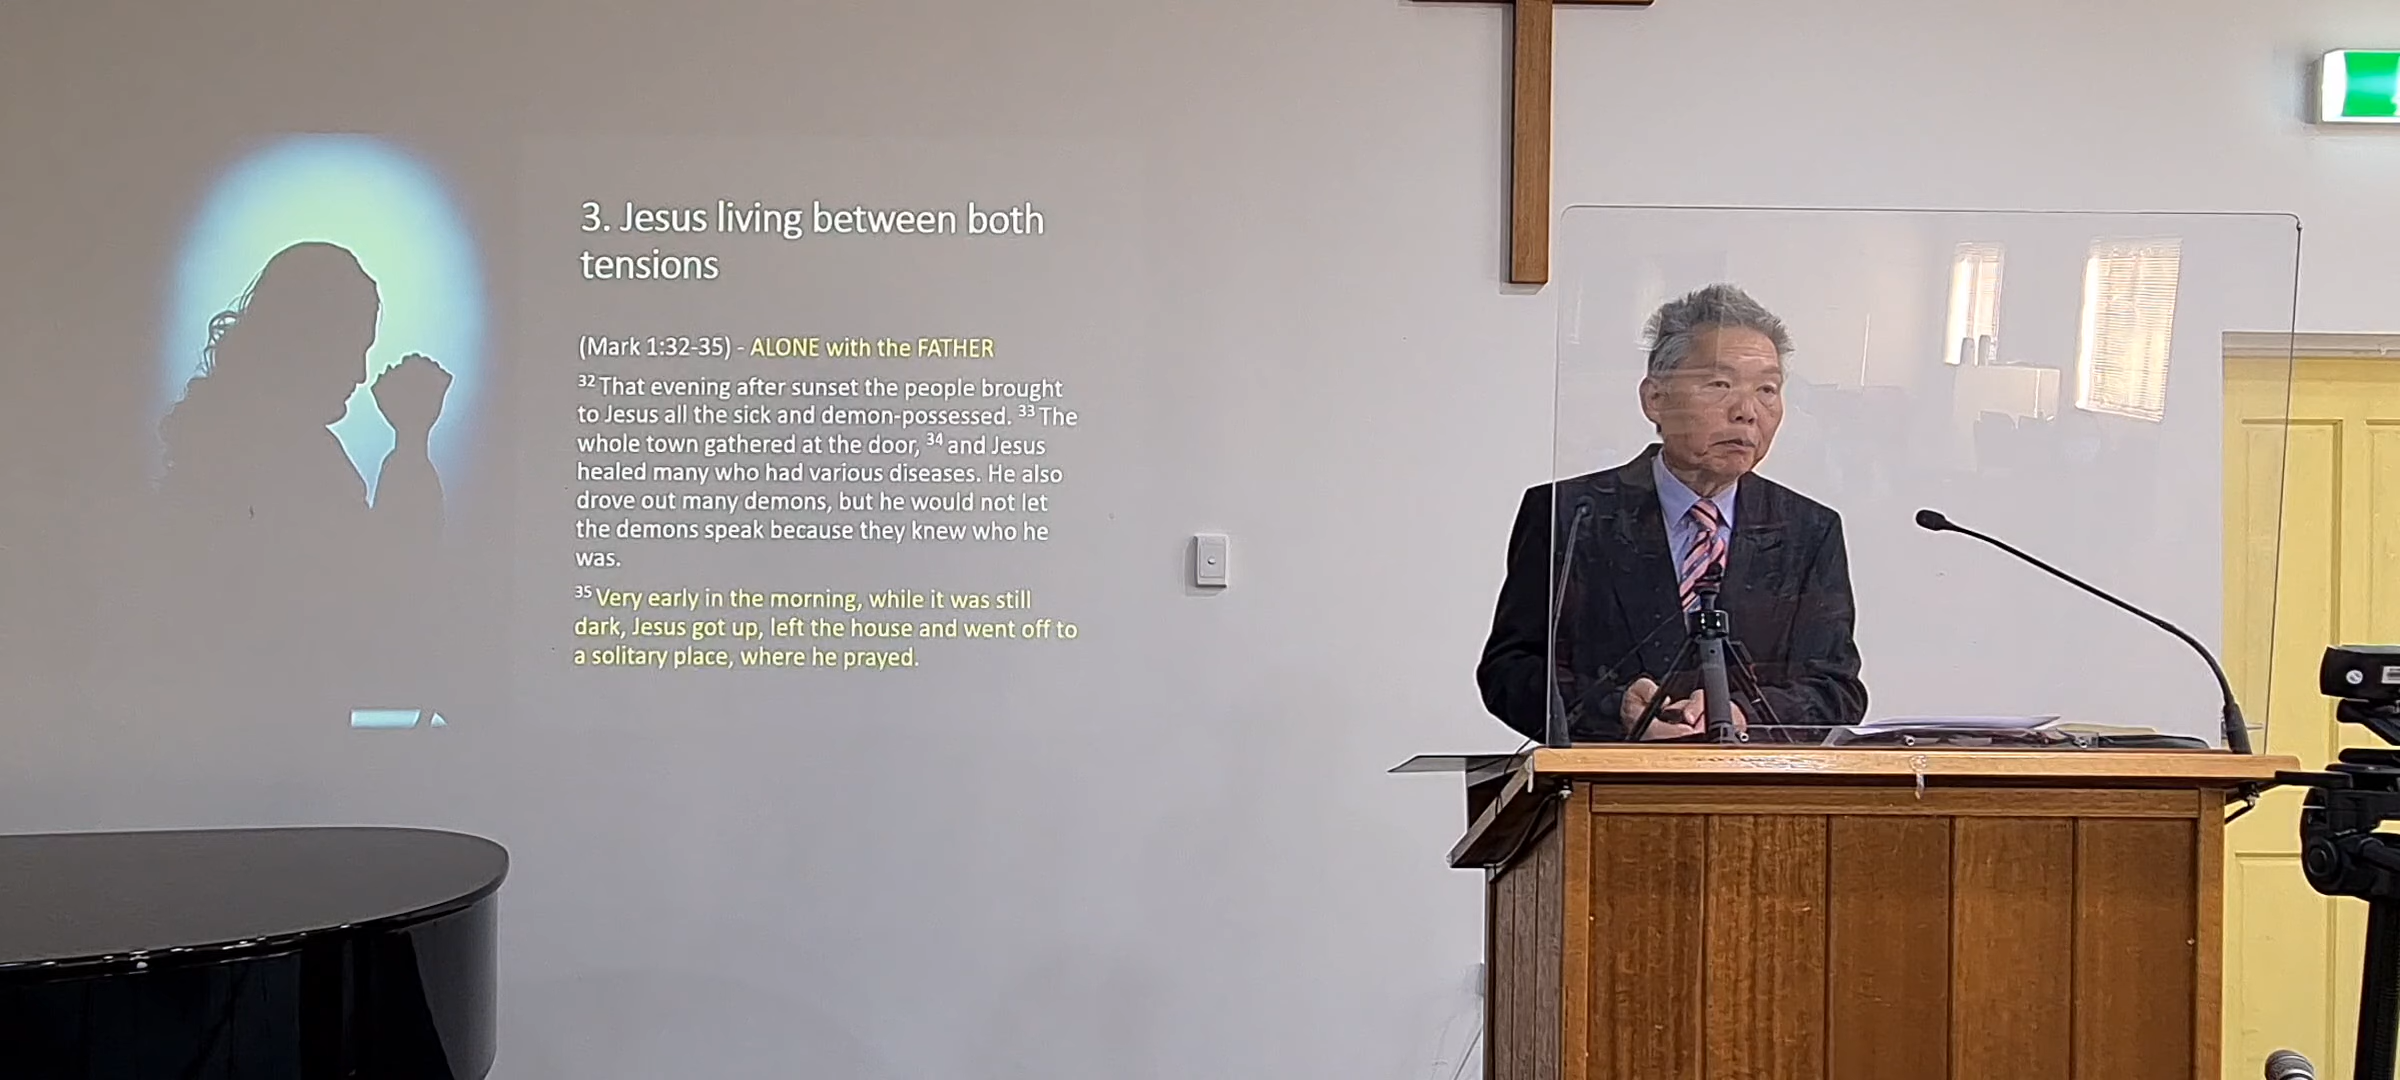 3. Jesus living between both
tensions
(Mark 1:32-35) - ALONE with the FATHER
32 That evening after sunset the people brought
to Jesus all the sick and demon-possessed. 33 The
whole town gathered at the door, 34 and Jesus
healed many who had various diseases. He also
drove out many demons, but he would not let
the demons speak because they knew who he
was.
35 Very early in the morning, while it was still
dark, Jesus got up, left the house and went off to
a solitary place, where he prayed.